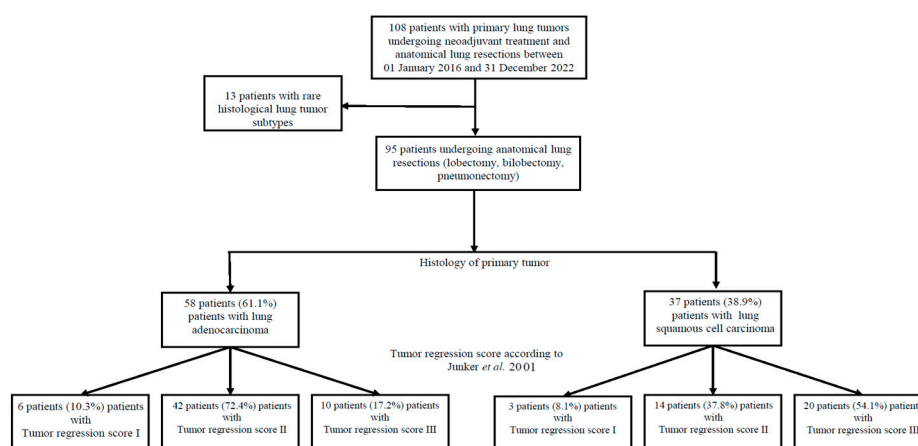 108 patients with primary lung tumors
undergoing neoadjuvant treatment and
anatomical lung resections between
01 January 2016 and 31 December 2022
13 patients with rare
histological lung tumor
subtypes
95 patients undergoing anatomical lung
resections (lobectomy, bilobectomy,
pneumonectomy)
Histology of primary tumor
58 patients (61.1%)
patients with lung
adenocarcinoma
37 patients (38.9%)
patients with lung
squamous cell carcinoma
Tumor regression score according to
Junker et al. 2001
6 patients (10.3%) patients
with
Tumor regression score I
42 patients (72.4%) patients
with
Tumor regression score II
10 patients (17.2%) patients
with
Tumor regression score III
3 patients (8.1%) patients
with
Tumor regression score I
14 patients (37.8%) patients
with
Tumor regression score II
20 patients (54.1%) patients
with
Tumor regression score III